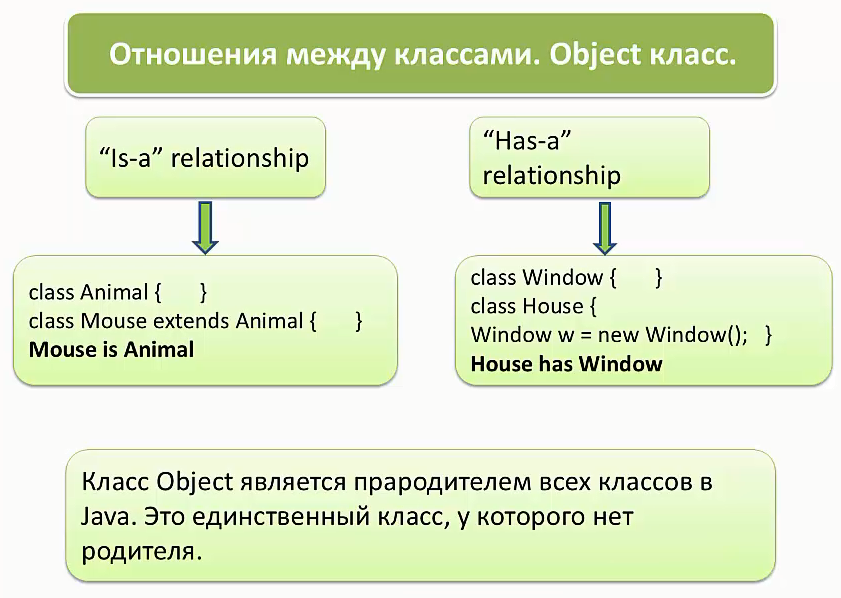 Отношения между классами. Object класс.
“Is-a” relationship
“Has-a”
relationship
class Animal { }
class Mouse extends Animal { }
Mouse is Animal
class Window { }
class House {
Window w = new Window(); }
House has Window
Класс Object является прародителем всех классов в
Java. Это единственный класс, у которого нет
родителя.